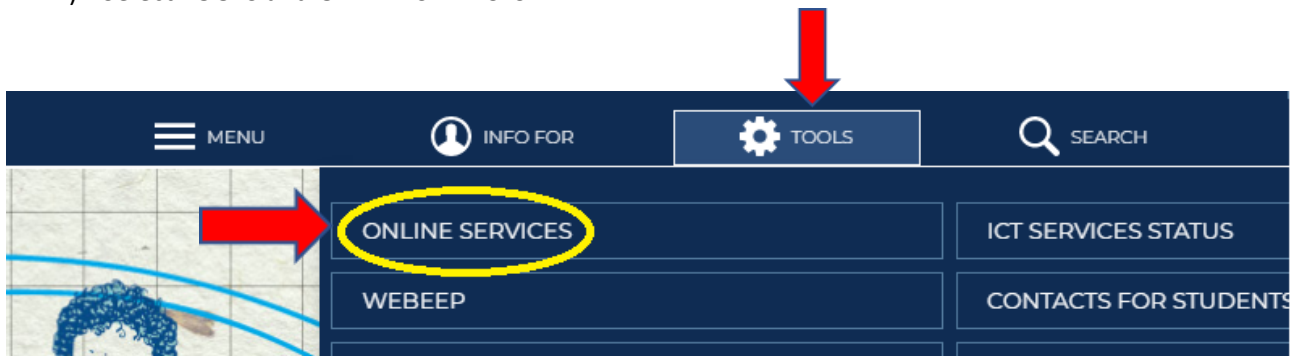 MENU INFO FOR TOOLS SEARCH
ONLINE SERVICES ICT SERVICES STATUS
WEBEEP CONTACTS FOR STUDENTS